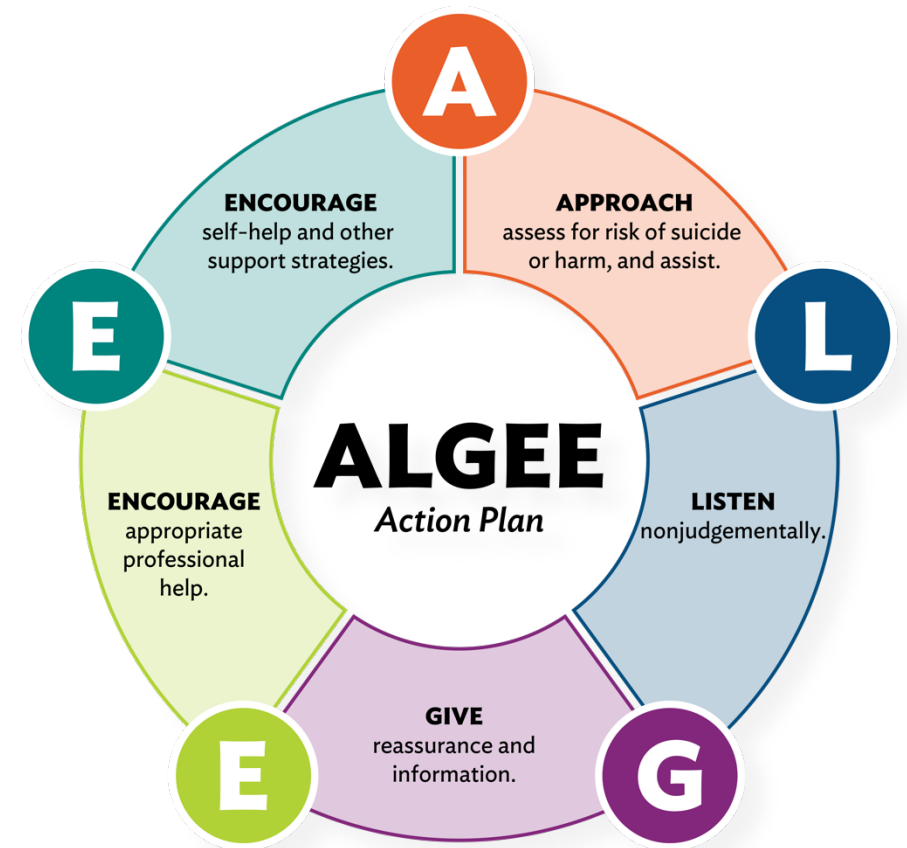 A
APPROACH
assess for risk of suicide
or harm, and assist.
L
LISTEN
nonjudgementally.
G
GIVE
reassurance and
information.
E
ENCOURAGE
appropriate
professional
help.
E
ENCOURAGE
self-help and other
support strategies.
ALGEE
Action Plan